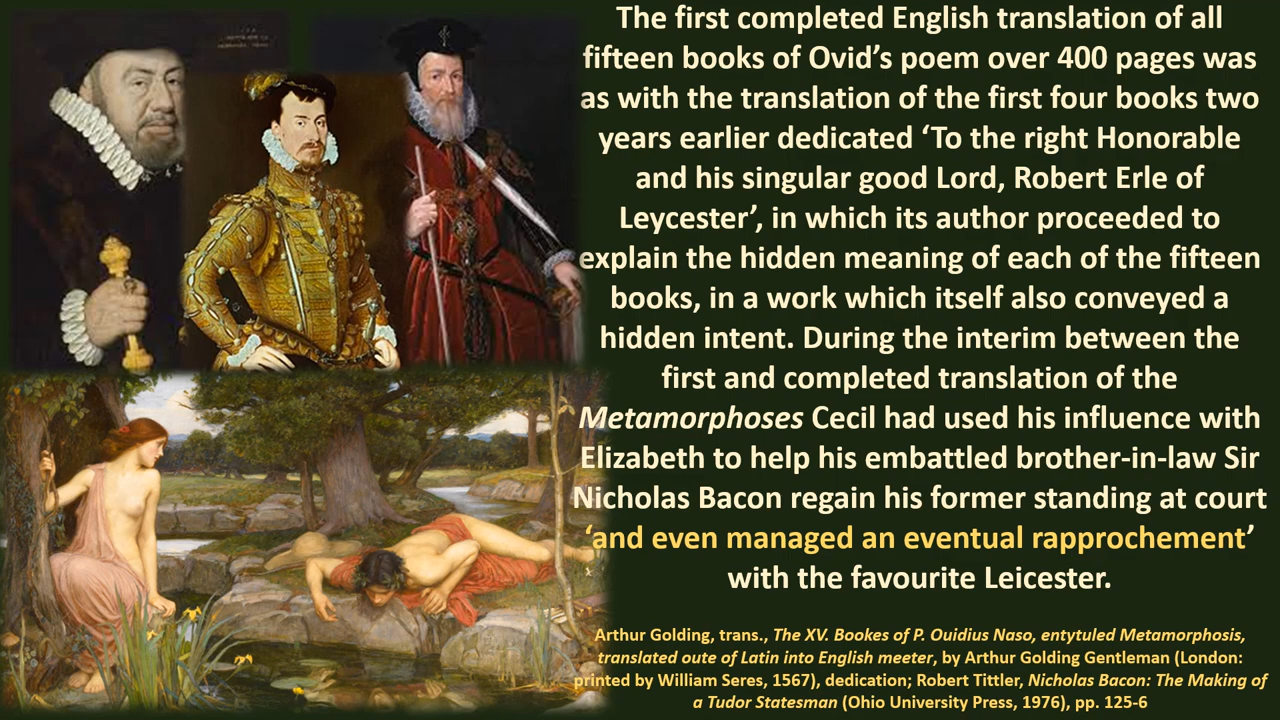 The first completed English translation of all
fifteen books of Ovid’s poem over 400 pages was
as with the translation of the first four books two
years earlier dedicated ‘To the right Honorable
and his singular good Lord, Robert Erle of
Leycester’, in which its author proceeded to
explain the hidden meaning of each of the fifteen
books, in a work which itself also conveyed a
hidden intent. During the interim between the
first and completed translation of the
Metamorphoses Cecil had used his influence with
Elizabeth to help his embattled brother-in-law Sir
Nicholas Bacon regain his former standing at court
‘and even managed an eventual rapprochement’
with the favourite Leicester.
Arthur Golding, trans., The XV. Bookes of P. Ouidius Naso, entytuled Metamorphosis,
translated oute of Latin into English meeter, by Arthur Golding Gentleman (London:
printed by William Seres, 1567), dedication; Robert Tittler, Nicholas Bacon: The Making of
a Tudor Statesman (Ohio University Press, 1976), pp. 125-6